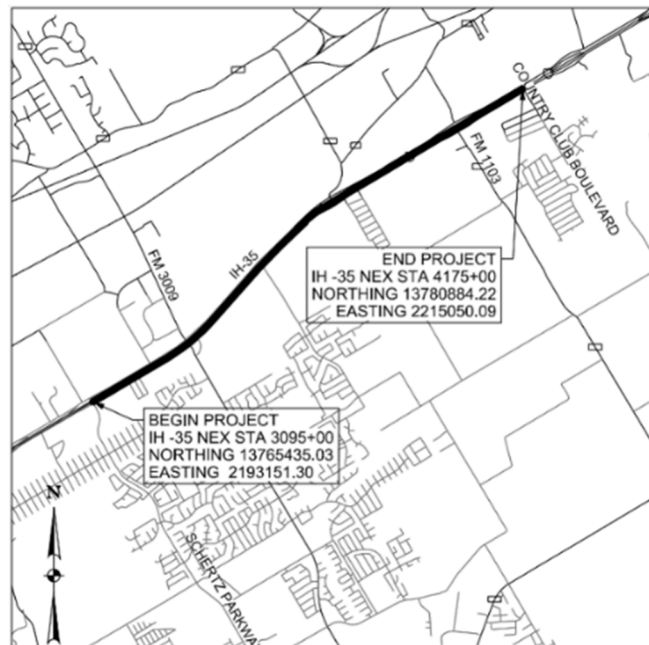 COUNTRY CLUB BOULEVARD
FM 1103
FM 3009
IH-35
END PROJECT
IH -35 NEX STA 4175+00
NORTHING 13780884.22
EASTING 2215050.09
BEGIN PROJECT
IH -35 NEX STA 3095+00
NORTHING 13765435.03
EASTING 2193151.30
N
SCHERTZ PARKWA